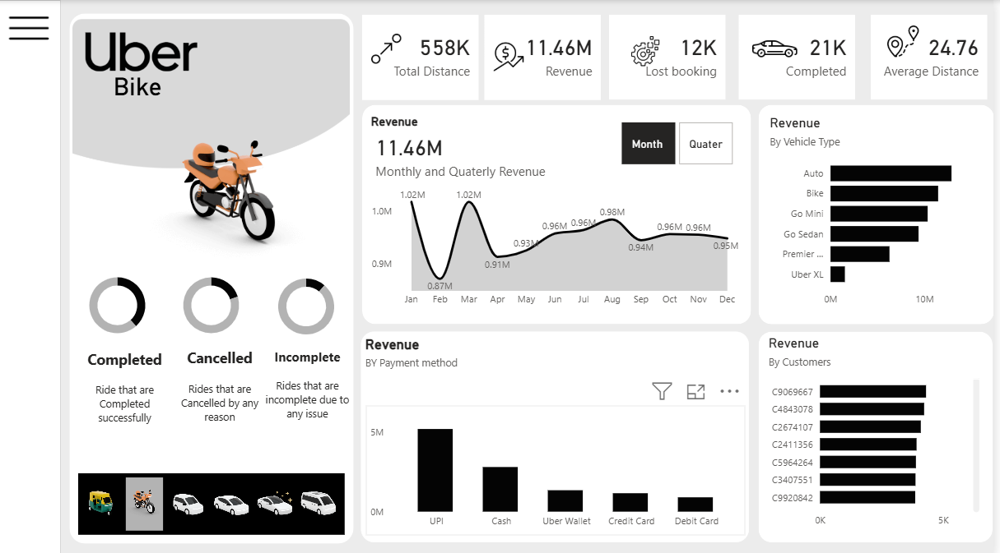 Uber
Bike
558K
Total Distance
11.46M
Revenue
12K
Lost booking
21K
Completed
24.76
Average Distance
Revenue
11.46M
Monthly and Quaterly Revenue
Month
Quater
1.0M
0.9M
1.02M
0.87M
1.02M
0.91M
0.93M
0.96M
0.96M
0.98M
0.94M
0.96M
0.96M
0.95M
Jan Feb Mar Apr May Jun Jul Aug Sep Oct Nov Dec
Revenue
By Vehicle Type
Auto
Bike
Go Mini
Go Sedan
Premier ...
Uber XL
0M 10M
Completed
Ride that are
Completed
successfully
Cancelled
Rides that are
Cancelled by any
reason
Incomplete
Rides that are
incomplete due to
any issue
Revenue
BY Payment method
5M
0M
UPI Cash Uber Wallet Credit Card Debit Card
Revenue
By Customers
C9069667
C4843078
C2674107
C2411356
C5964264
C3407551
C9920842
0K 5K